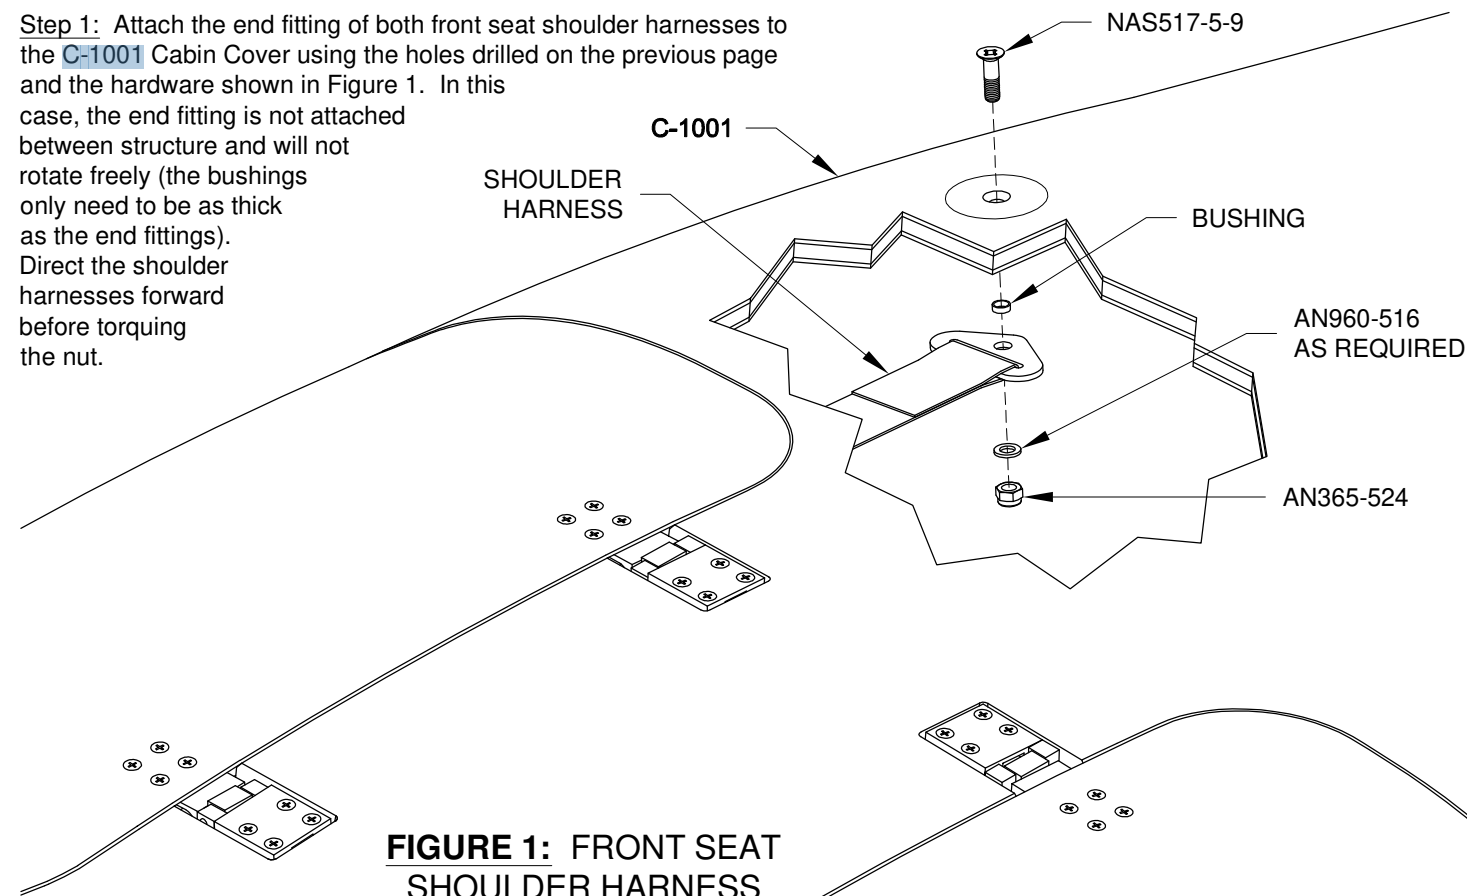 Step 1:  Attach the end fitting of both front seat shoulder harnesses to
the C-1001 Cabin Cover using the holes drilled on the previous page
and the hardware shown in Figure 1.  In this
case, the end fitting is not attached
between structure and will not
rotate freely (the bushings
only need to be as thick
as the end fittings).
Direct the shoulder
harnesses forward
before torquing
the nut.
NAS517-5-9
C-1001
SHOULDER
HARNESS
BUSHING
AN960-516
AS REQUIRED
AN365-524
FIGURE 1:  FRONT SEAT
SHOULDER HARNESS